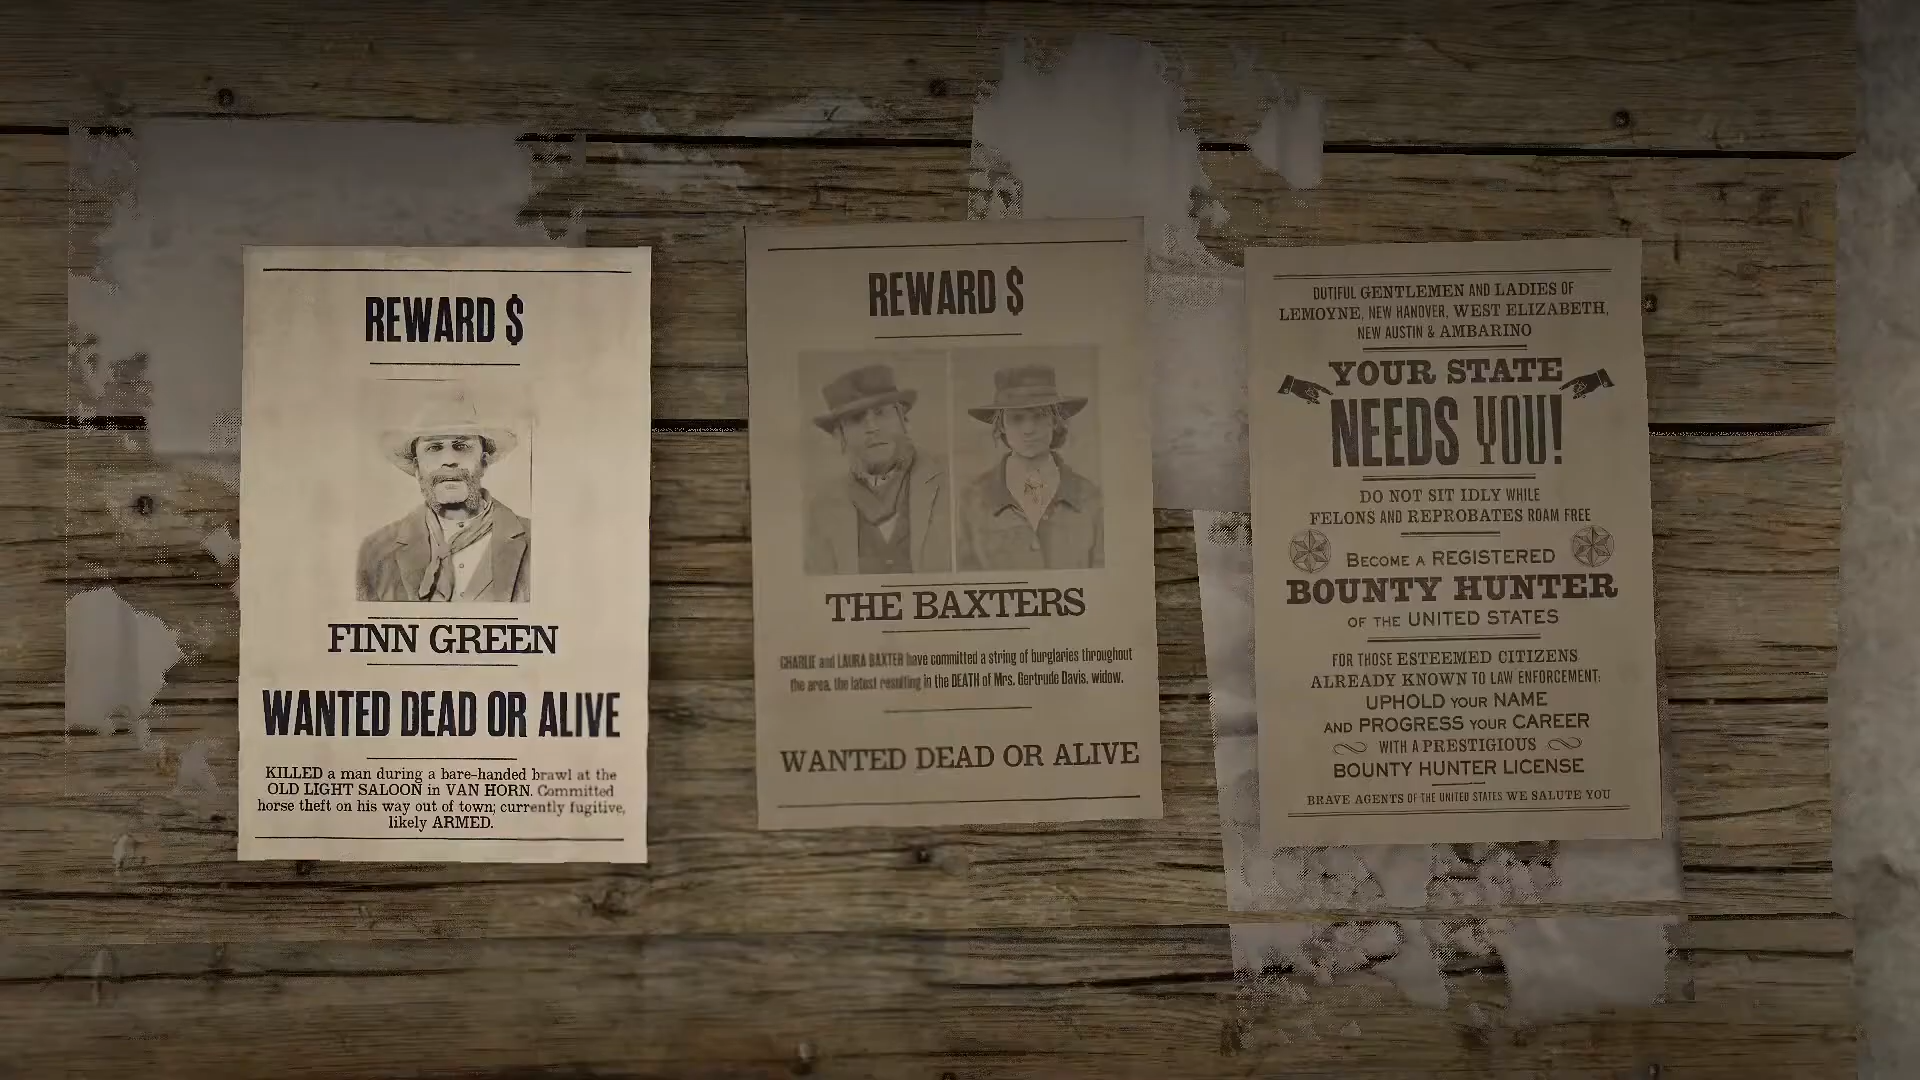 REWARD $
FINN GREEN
WANTED DEAD OR ALIVE
KILLED a man during a bare-handed brawl at the
OLD LIGHT SALOON in VAN HORN. Committed
horse theft on his way out of town; currently fugitive,
likely ARMED.
REWARD $
THE BAXTERS
CHARLIE and LAURA BAXTER have committed a string of burglaries throughout
the area, the latest resulting in the DEATH of Mrs. Gertrude Davis, widow.
WANTED DEAD OR ALIVE
DUTIFUL GENTLEMEN AND LADIES OF
LEMOYNE, NEW HANOVER, WEST ELIZABETH,
NEW AUSTIN & AMBARINO
YOUR STATE
NEEDS YOU!
DO NOT SIT IDLY WHILE
FELONS AND REPROBATES ROAM FREE
BECOME A REGISTERED
BOUNTY HUNTER
OF THE UNITED STATES
FOR THOSE ESTEEMED CITIZENS
ALREADY KNOWN TO LAW ENFORCEMENT:
UPHOLD YOUR NAME
AND PROGRESS YOUR CAREER
WITH A PRESTIGIOUS
BOUNTY HUNTER LICENSE
BRAVE AGENTS OF THE UNITED STATES WE SALUTE YOU